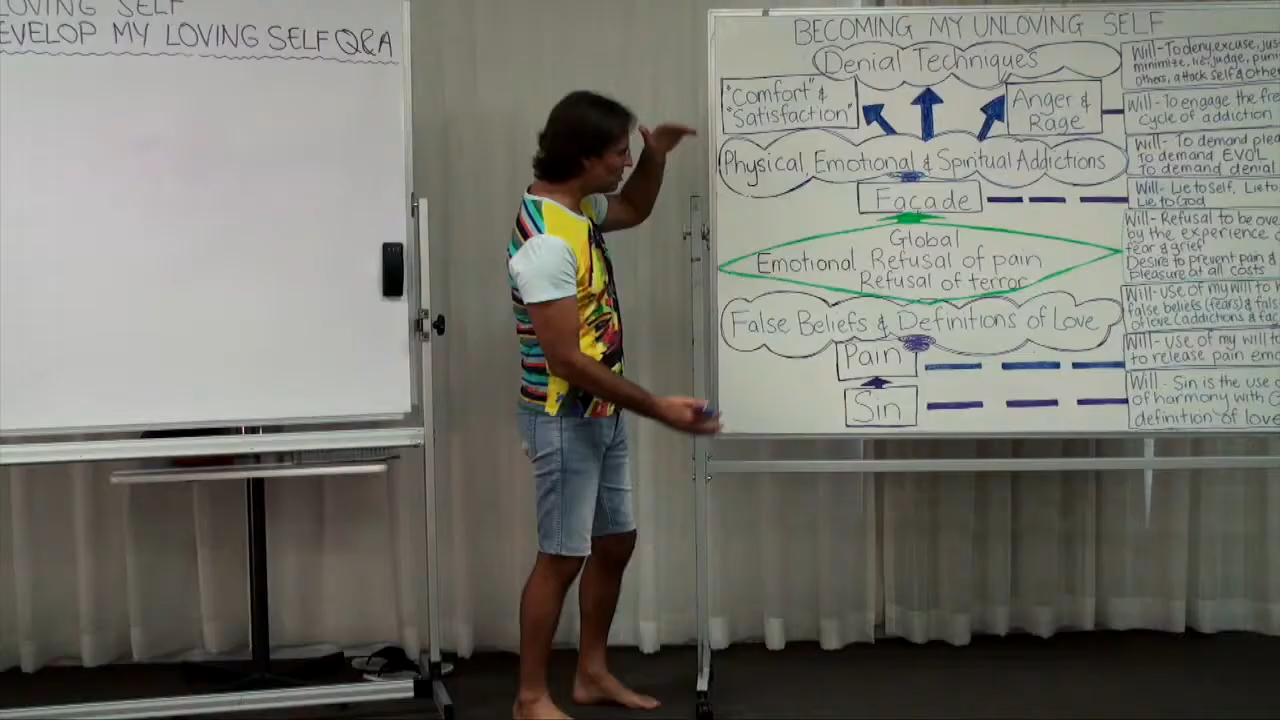 LOVING SELF
EVELOP MY LOVING SELF Q&A
BECOMING MY UNLOVING SELF
Denial Techniques
"Comfort" &
"Satisfaction"
Anger &
Rage
Physical, Emotional & Spiritual Addictions
Façade
Global
Emotional Refusal of pain
Refusal of terror
False Beliefs & Definitions of Love
Pain
Sin
Will - To deny, excuse, jus
minimize, lie, judge, puni
others, attack self & othe
Will - To engage the fre
cycle of addiction
Will - To demand plea
To demand EVOL
To demand denial
Will - Lie to self, Lie to
Lie to God
Will - Refusal to be ove
by the experience o
fear & grief
Desire to prevent pain &
pleasure at all costs
Will - use of my will to
false beliefs (fears) & fals
of love (addictions & fac
Will - use of my will to
to release pain emo
Will - Sin is the use o
of harmony with G
definition of love